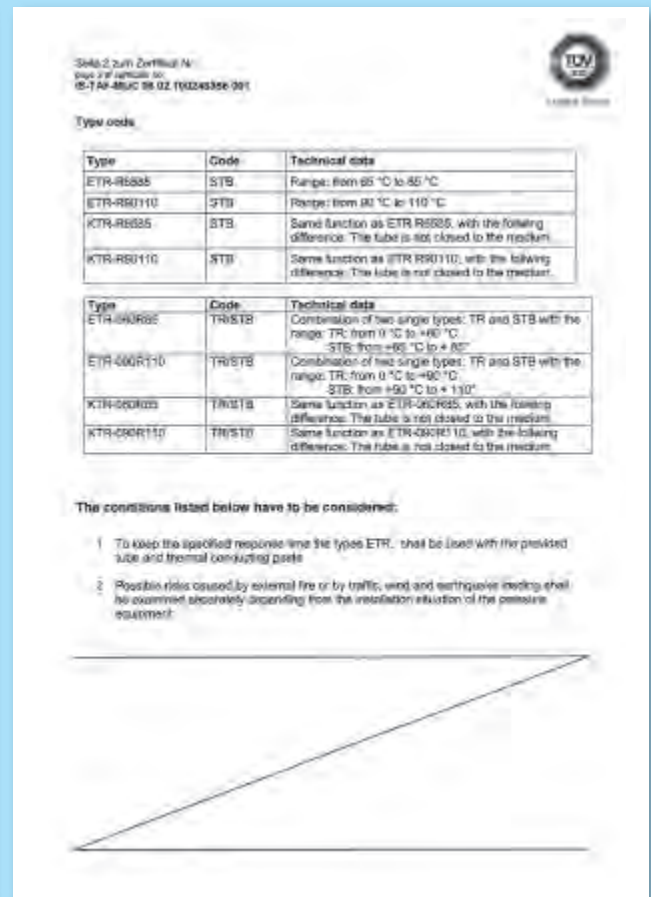 Seite 2 zum Zertifikat Nr.
page 2 of certificate no.
TÜV
Type code
Type Code Technical data
ETR-R6585 STB Range: from 65 °C to 85 °C
ETR-R90110 STB Range: from 90 °C to 110 °C
KTR-R6585 STB Same function as ETR R6585, with the
difference: The tube is not closed to the medium.
KTR-R90110 STB Same function as ETR R90110, with the
difference: The tube is not closed to the medium.
Type Code Technical data
ETR-060R85 TR/STB Combination of two single types: TR and STB with the
range: TR: from 0 °C to +60 °C
STB: from +65 °C to + 85°
ETR-090R110 TR/STB Combination of two single types: TR and STB with the
range: TR: from 0 °C to +90 °C
STB: from +90 °C to + 110°
KTR-060R85 TR/STB Same function as ETR-060R85, with the
difference: The tube is not closed to the medium
KTR-090R110 TR/STB Same function as ETR-090R110, with the
difference: The tube is not closed to the medium
The conditions listed below have to be considered:
1 To keep the specified response time the types ETR. shall be used with the provided
tube and thermal conducting paste
2 Possible risks caused by external fire or by traffic, wind and earthquake loading shall
be examined separately depending from the installation situation of the pressure
equipment